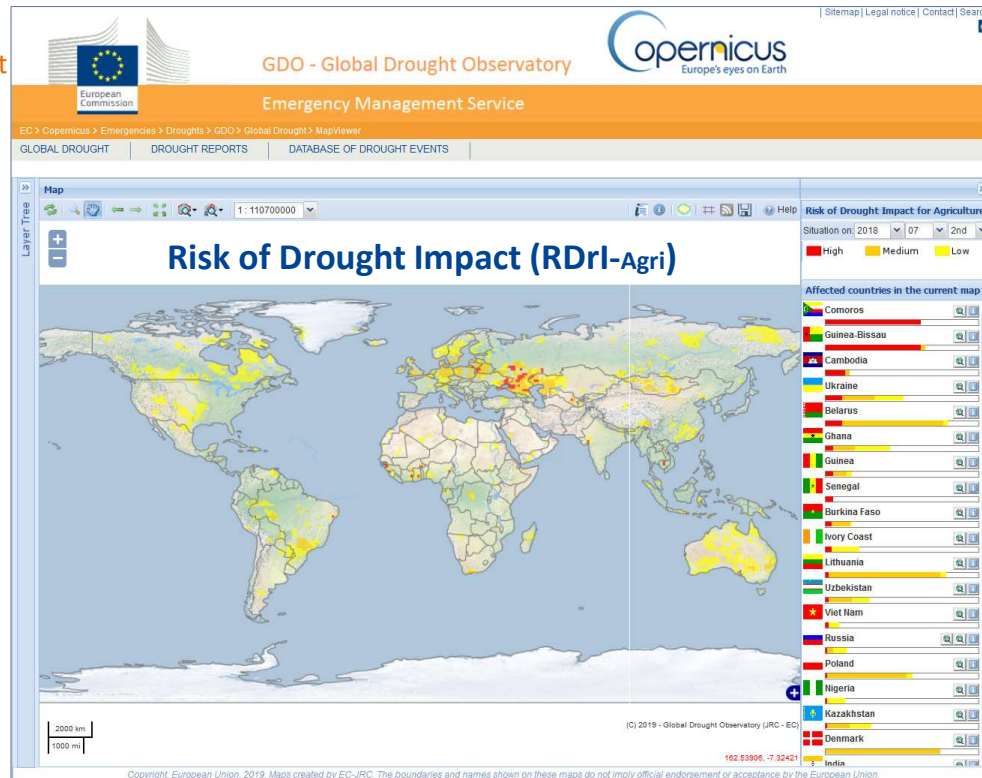 Sitemap | Legal notice | Contact | Searc
t
European
Commission
GDO - Global Drought Observatory
opernicus
Europe's eyes on Earth
Emergency Management Service
EC > Copernicus > Emergencies > Droughts > GDO > Global Drought > MapViewer
GLOBAL DROUGHT
DROUGHT REPORTS
DATABASE OF DROUGHT EVENTS
Layer Tree
Map
1 : 110700000
Help
Risk of Drought Impact (RDrI-Agri)
Risk of Drought Impact for Agriculture
Situation on: 2018 07 2nd
High Medium Low
Affected countries in the current map
Comoros
Guinea-Bissau
Cambodia
Ukraine
Belarus
Ghana
Guinea
Senegal
Burkina Faso
Ivory Coast
Lithuania
Uzbekistan
Viet Nam
Russia
Poland
Nigeria
Kazakhstan
Denmark
India
2000 km
1000 mi
(C) 2019 - Global Drought Observatory (JRC - EC)
162.53906, -7.32421
Copyright, European Union, 2019. Maps created by EC-JRC. The boundaries and names shown on these maps do not imply official endorsement or acceptance by the European Union.